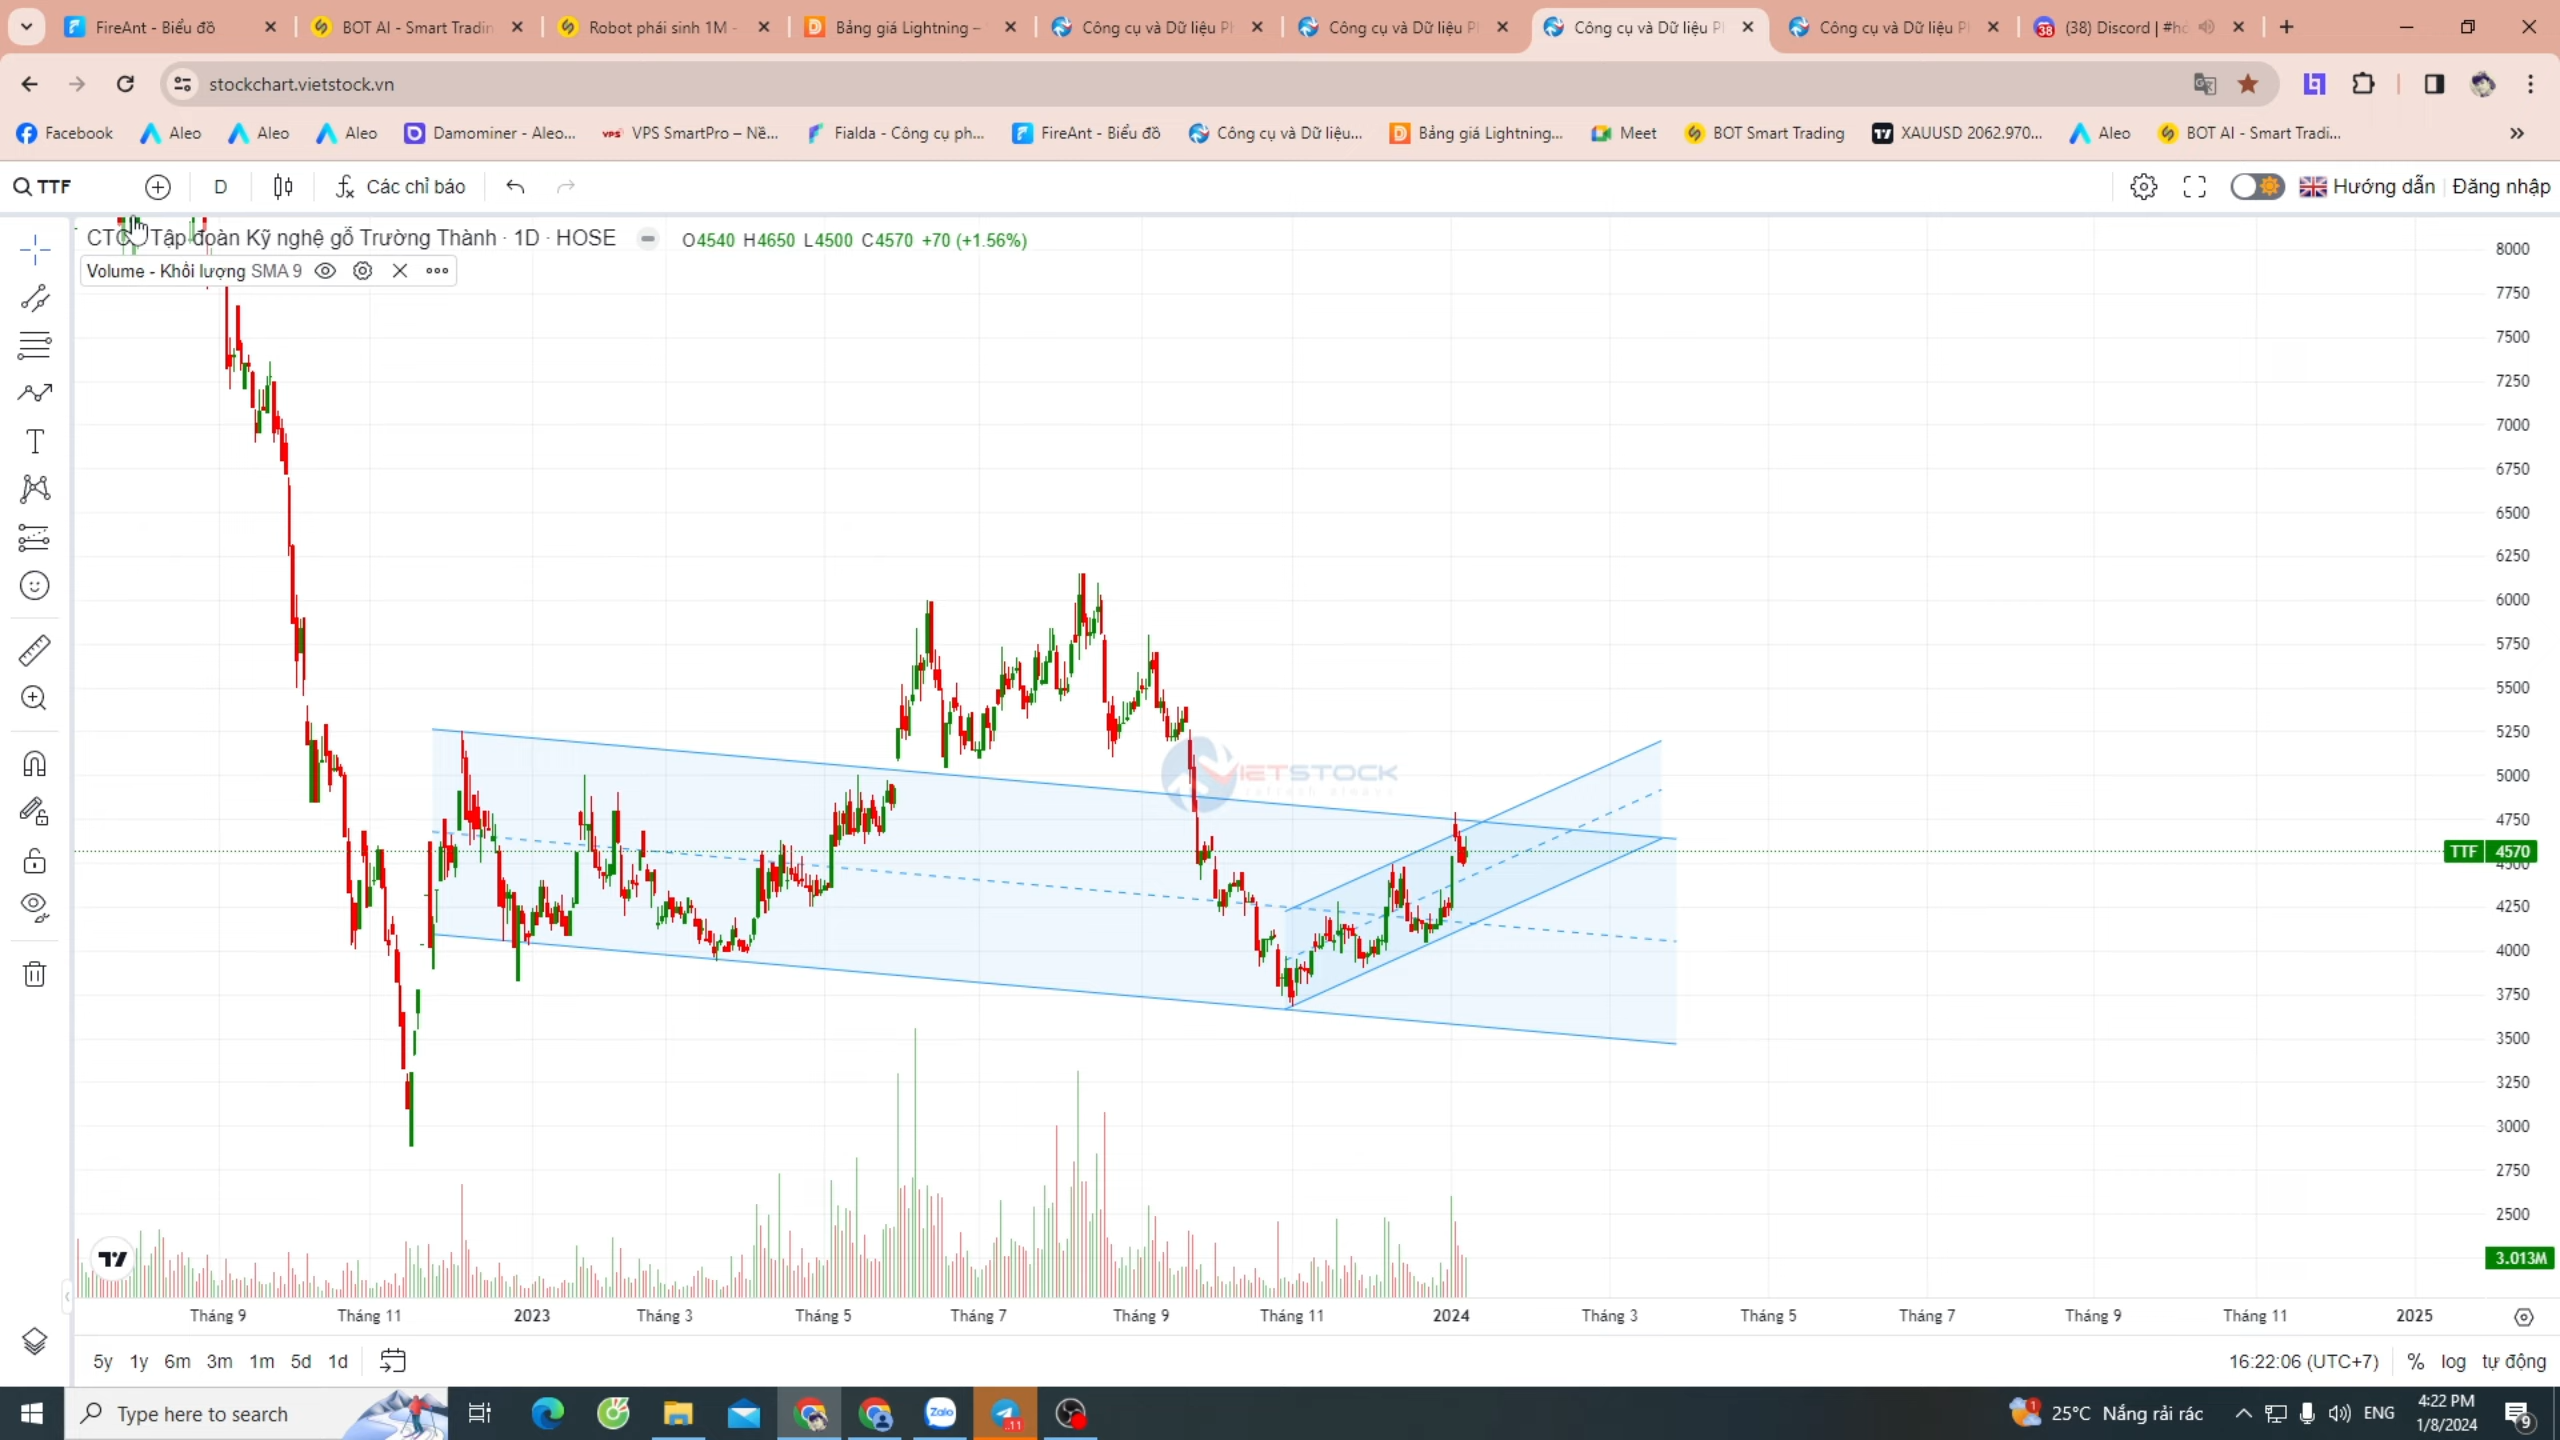 FireAnt - Biểu đồ
BOT AI - Smart Tradin
Robot phái sinh 1M -
Bảng giá Lightning –
Công cụ và Dữ liệu Ph
Công cụ và Dữ liệu Ph
Công cụ và Dữ liệu Ph
Công cụ và Dữ liệu Ph
(38) Discord | #hỏ
stockchart.vietstock.vn
Facebook
Aleo
Aleo
Aleo
Damominer - Aleo...
VPS SmartPro – Nề...
Fialda - Công cụ ph...
FireAnt - Biểu đồ
Công cụ và Dữ liệu...
Bảng giá Lightning...
Meet
BOT Smart Trading
XAUUSD 2062.970...
Aleo
BOT AI - Smart Tradi...
TTF
D
Các chỉ báo
Hướng dẫn
Đăng nhập
Tập đoàn Kỹ nghệ gỗ Trường Thành · 1D · HOSE
O4540 H4650 L4500 C4570 +70 (+1.56%)
Volume - Khối lượng SMA 9
8000
7750
7500
7250
7000
6750
6500
6250
6000
5750
5500
5250
5000
4750
TTF 4570
4500
4250
4000
3750
3500
3250
3000
2750
2500
3.013M
VIETSTOCK
Tháng 9
Tháng 11
2023
Tháng 3
Tháng 5
Tháng 7
Tháng 9
Tháng 11
2024
Tháng 3
Tháng 5
Tháng 7
Tháng 9
Tháng 11
2025
5y 1y 6m 3m 1m 5d 1d
16:22:06 (UTC+7)
% log tự động
Type here to search
Zalo
25°C Nắng rải rác
ENG
4:22 PM
1/8/2024
9